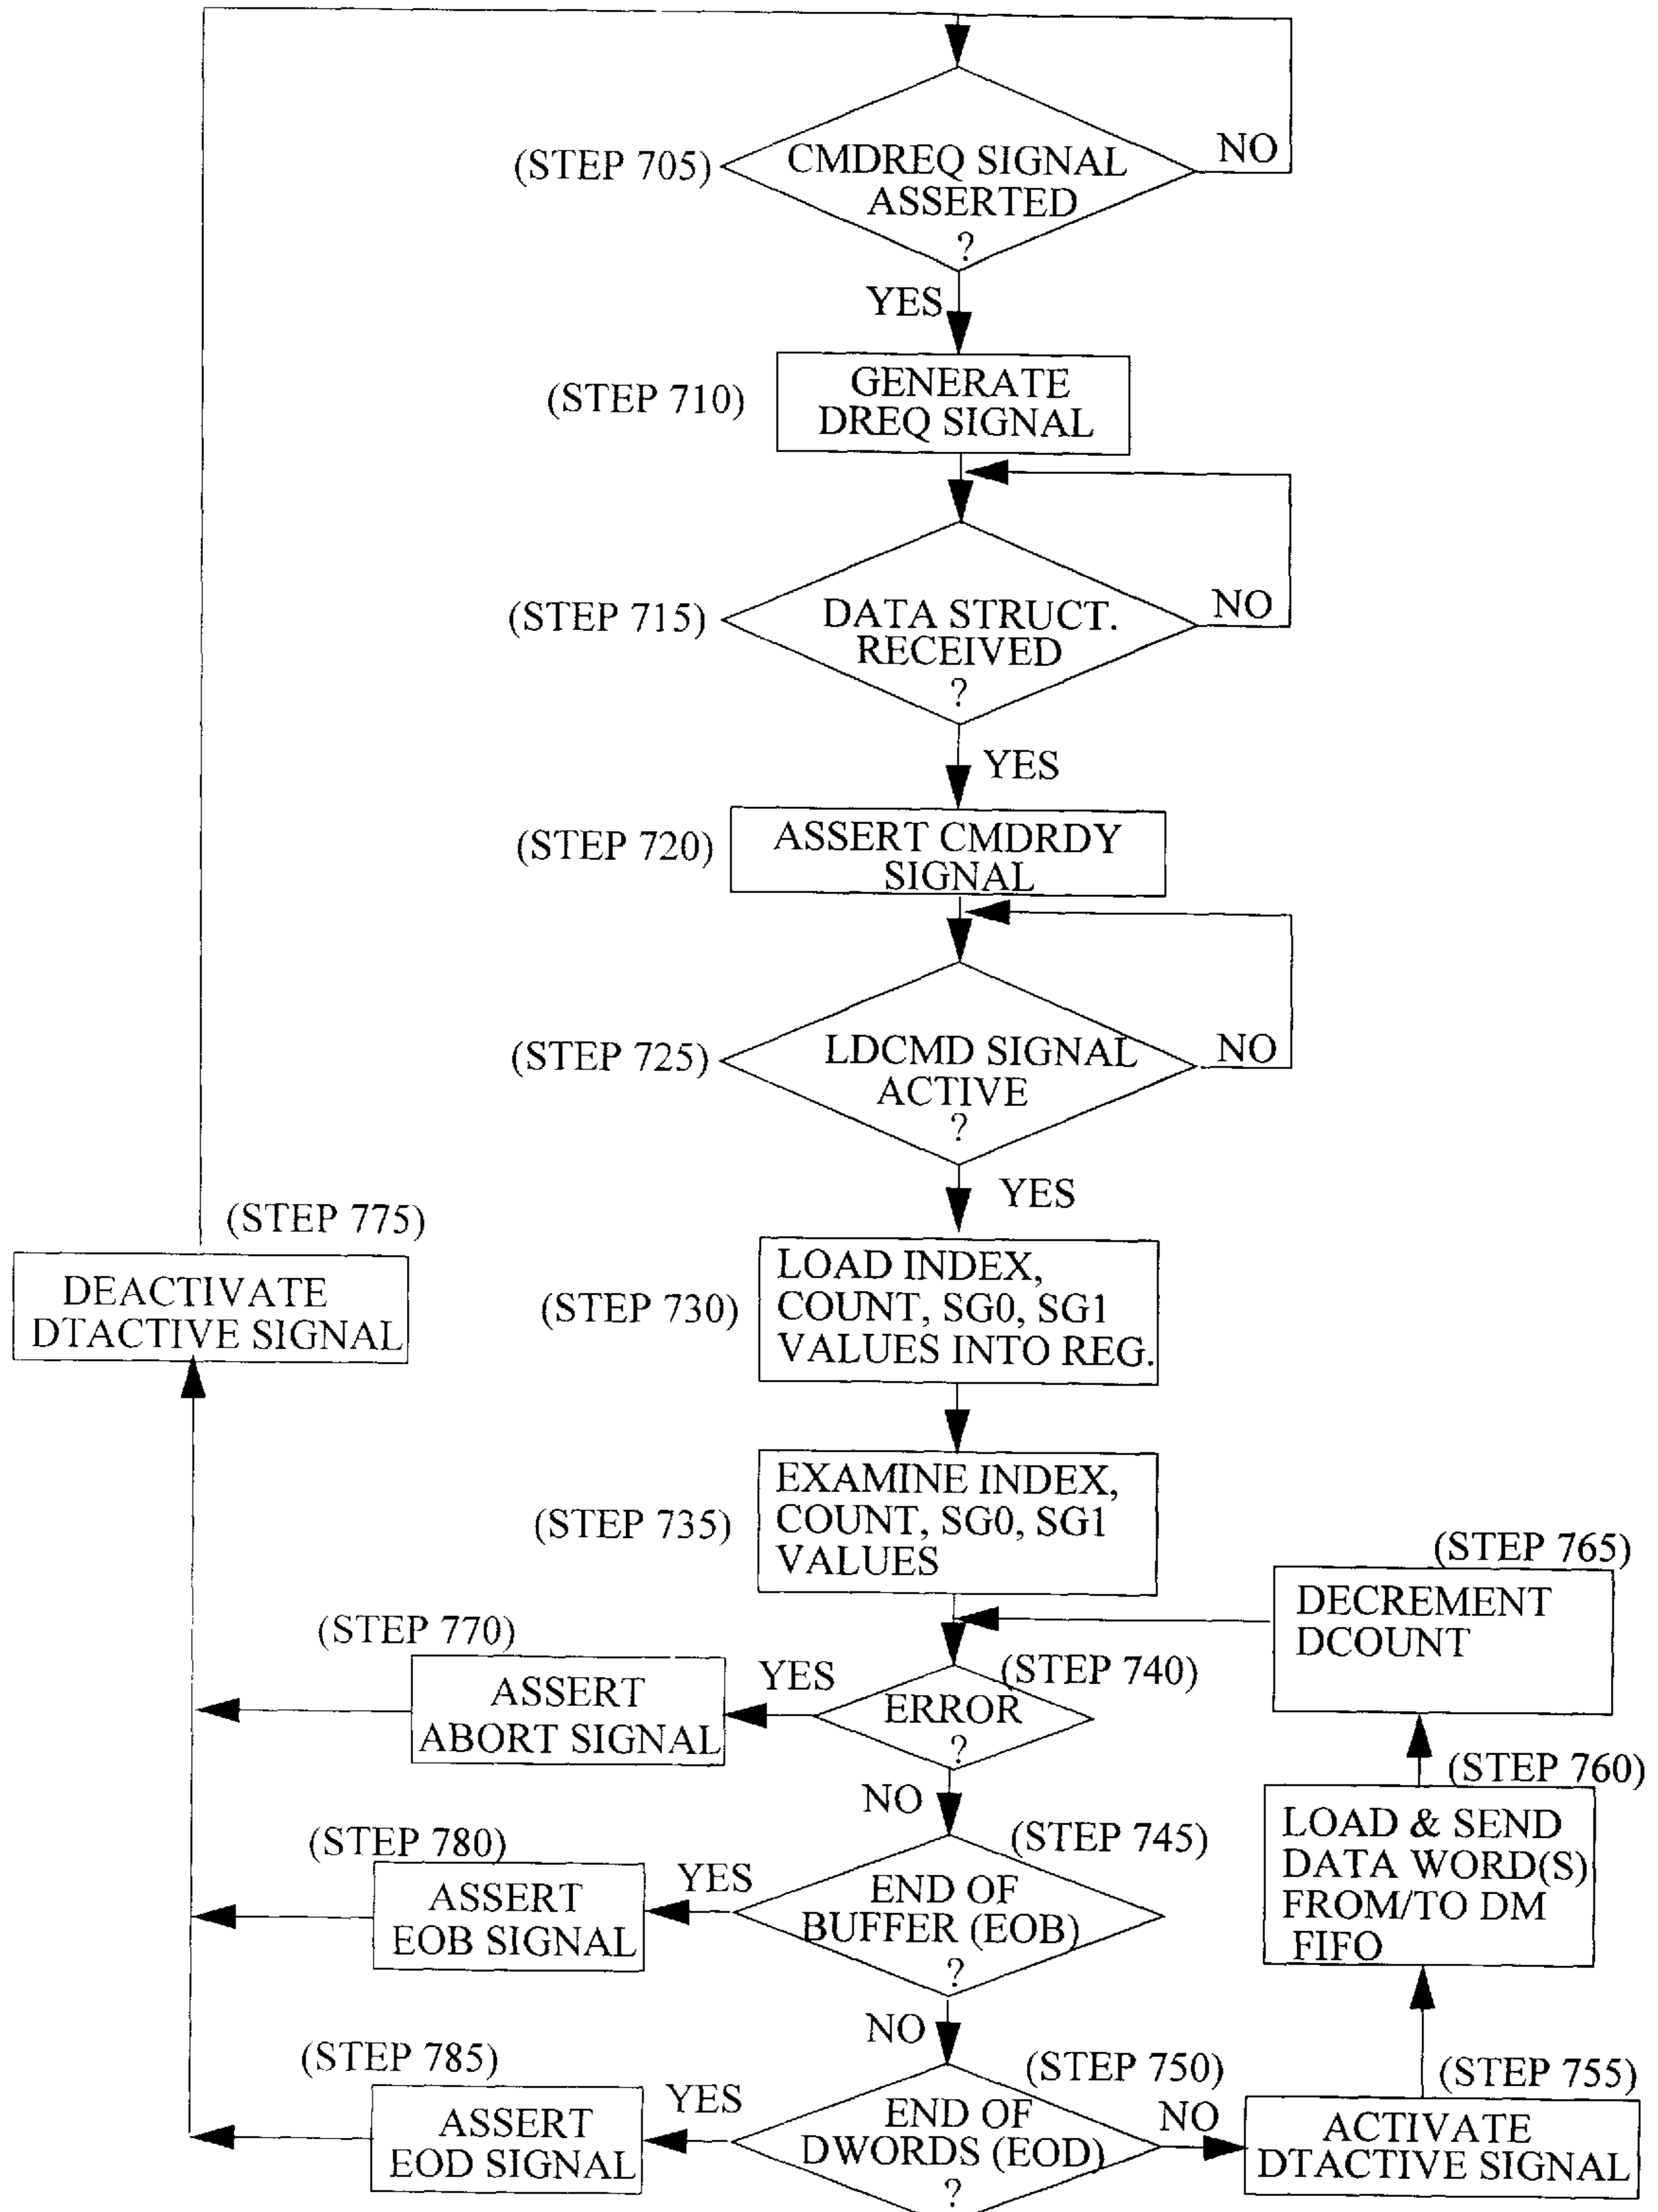 (STEP 705)
CMDREQ SIGNAL
ASSERTED
?
NO
YES
(STEP 710)
GENERATE
DREQ SIGNAL
(STEP 715)
DATA STRUCT.
RECEIVED
?
NO
YES
(STEP 720)
ASSERT CMDRDY
SIGNAL
(STEP 725)
LDCMD SIGNAL
ACTIVE
?
NO
YES
(STEP 775)
DEACTIVATE
DTACTIVE SIGNAL
(STEP 730)
LOAD INDEX,
COUNT, SG0, SG1
VALUES INTO REG.
(STEP 735)
EXAMINE INDEX,
COUNT, SG0, SG1
VALUES
(STEP 765)
DECREMENT
DCOUNT
(STEP 770)
ASSERT
ABORT SIGNAL
YES
(STEP 740)
ERROR
?
NO
(STEP 760)
LOAD & SEND
DATA WORD(S)
FROM/TO DM
FIFO
(STEP 780)
ASSERT
EOB SIGNAL
YES
(STEP 745)
END OF
BUFFER (EOB)
?
NO
(STEP 785)
ASSERT
EOD SIGNAL
YES
(STEP 750)
END OF
DWORDS (EOD)
?
NO
(STEP 755)
ACTIVATE
DTACTIVE SIGNAL